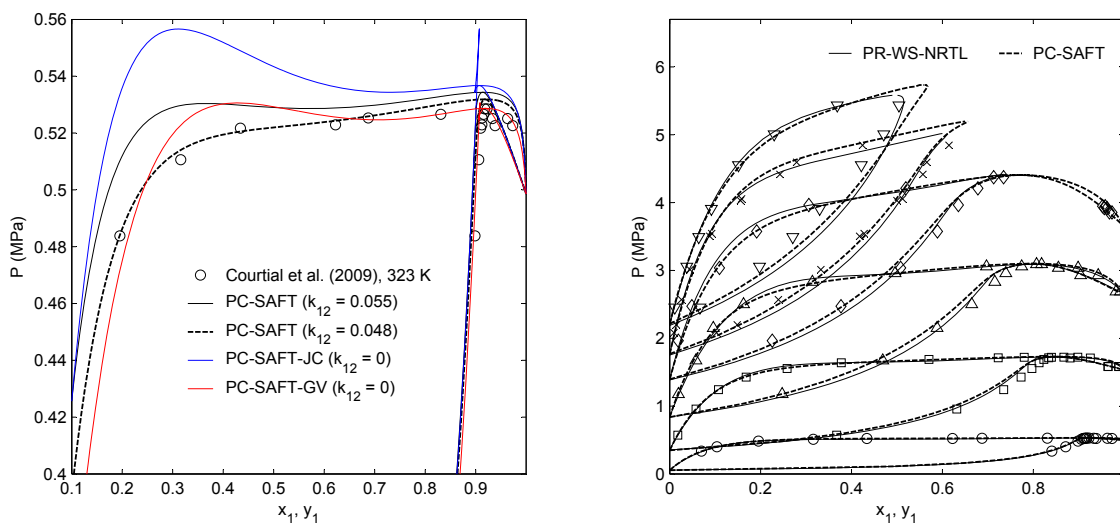 0.56
0.54
0.52
0.5
0.48
0.46
0.44
0.42
0.4
P (MPa)
Courtial et al. (2009), 323 K
PC-SAFT (k12 = 0.055)
PC-SAFT (k12 = 0.048)
PC-SAFT-JC (k12 = 0)
PC-SAFT-GV (k12 = 0)
0.1 0.2 0.3 0.4 0.5 0.6 0.7 0.8 0.9
x1, y1
PR-WS-NRTL PC-SAFT
6
5
4
3
2
1
0
P (MPa)
0 0.2 0.4 0.6 0.8
x1, y1